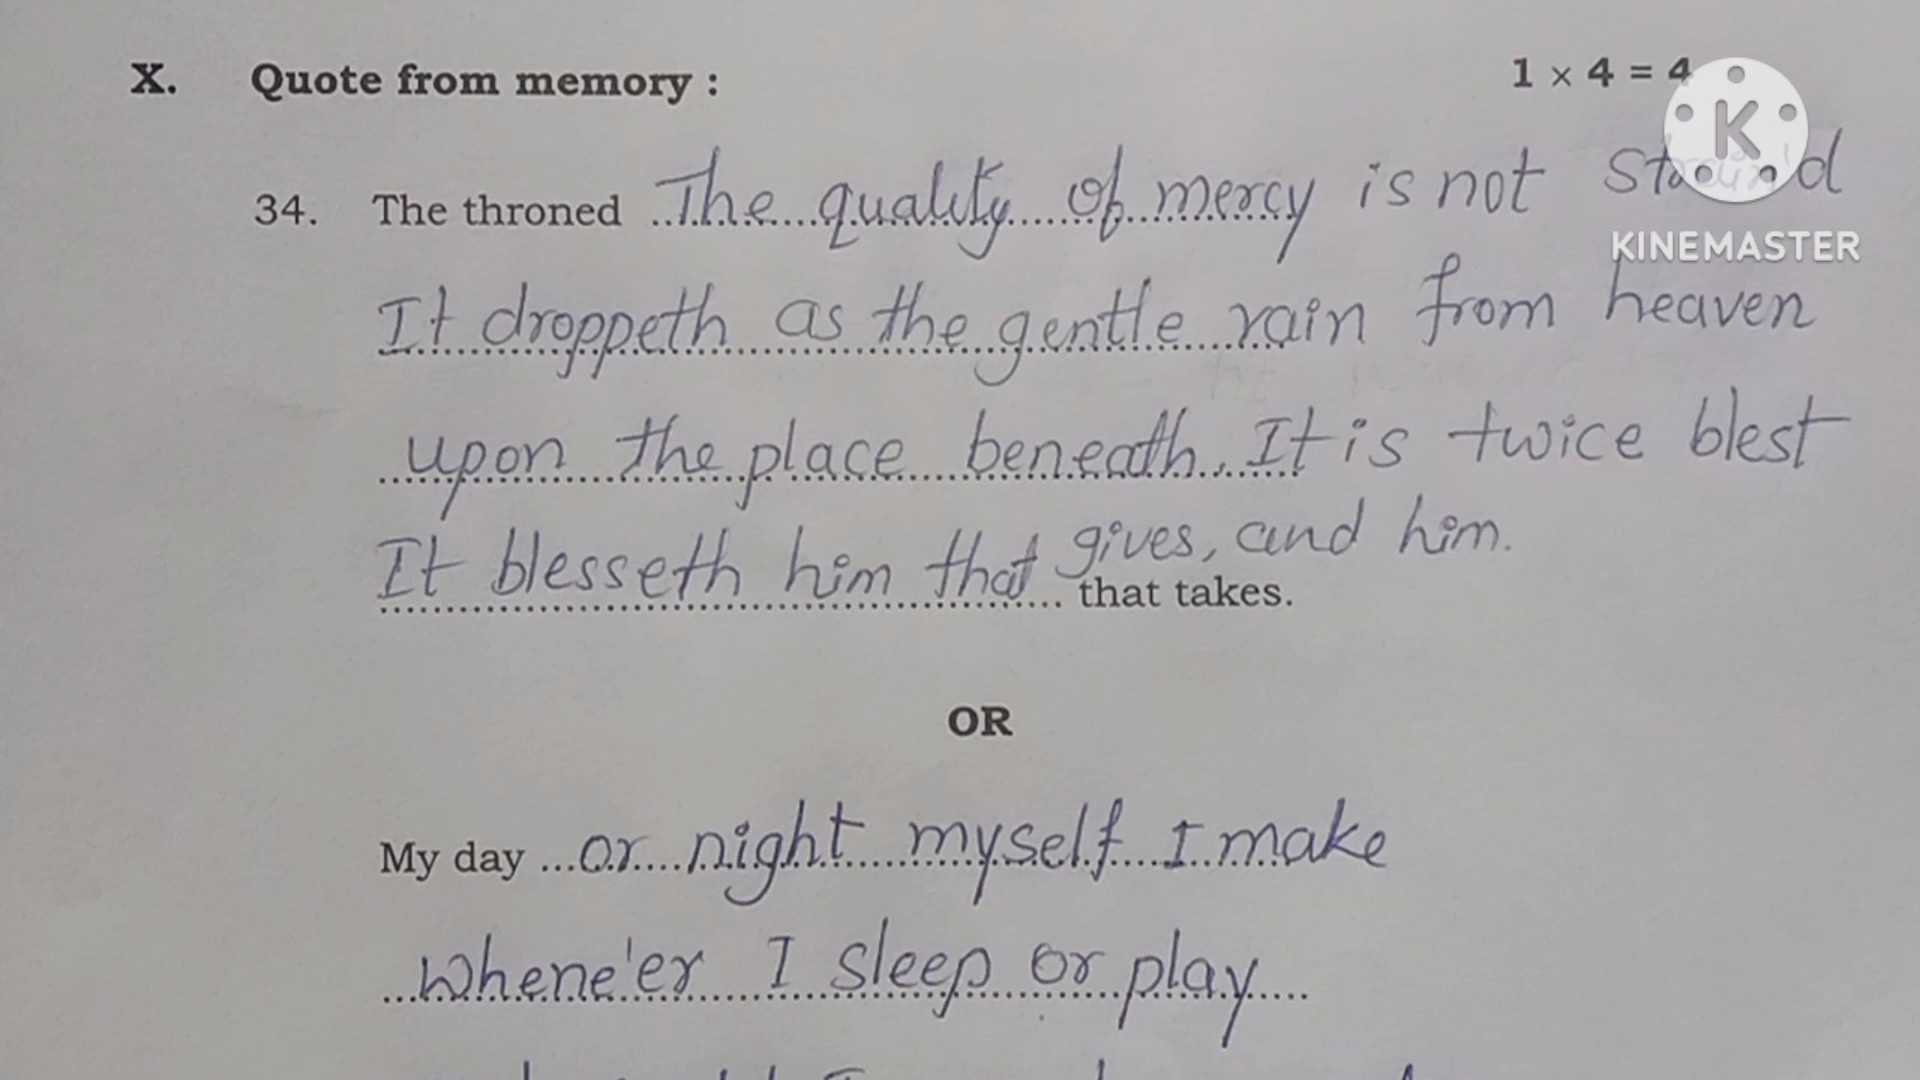 X. Quote from memory : 1 × 4 = 4
K
KINEMASTER
34. The throned The quality of mercy is not
It droppeth as the gentle rain from heaven
upon the place beneath. It is twice blest
It blesseth him that gives, and him.
that takes.
OR
My day or night myself I make
whene'er I sleep or play